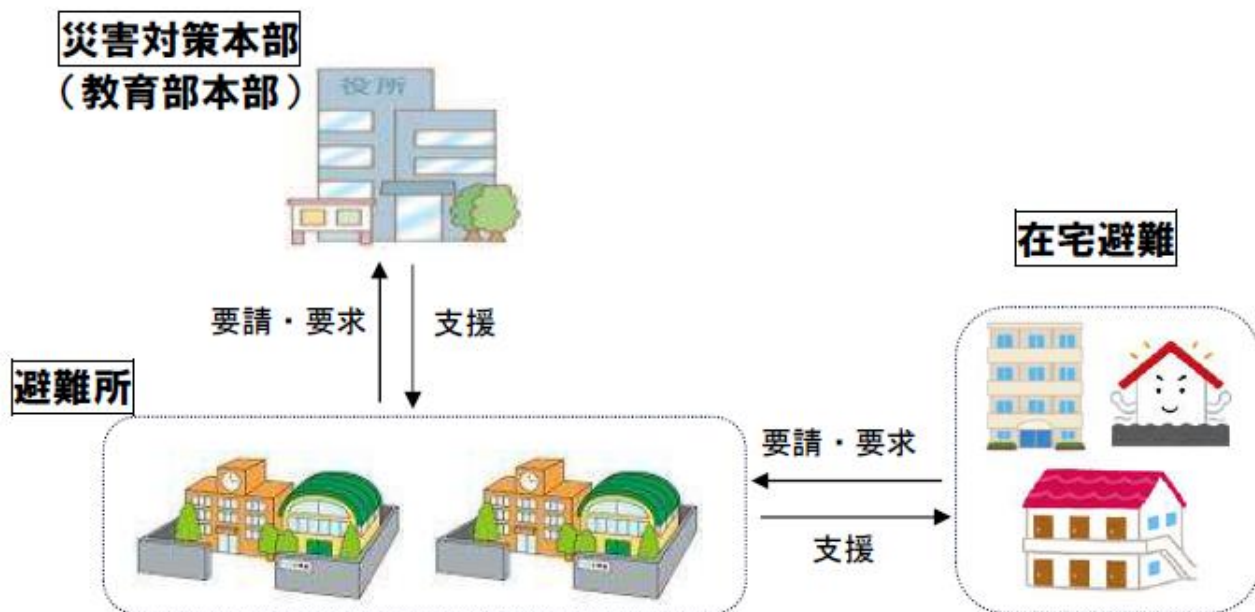 災害対策本部
（教育部本部）
役所
要請・要求
支援
在宅避難
避難所
要請・要求
支援